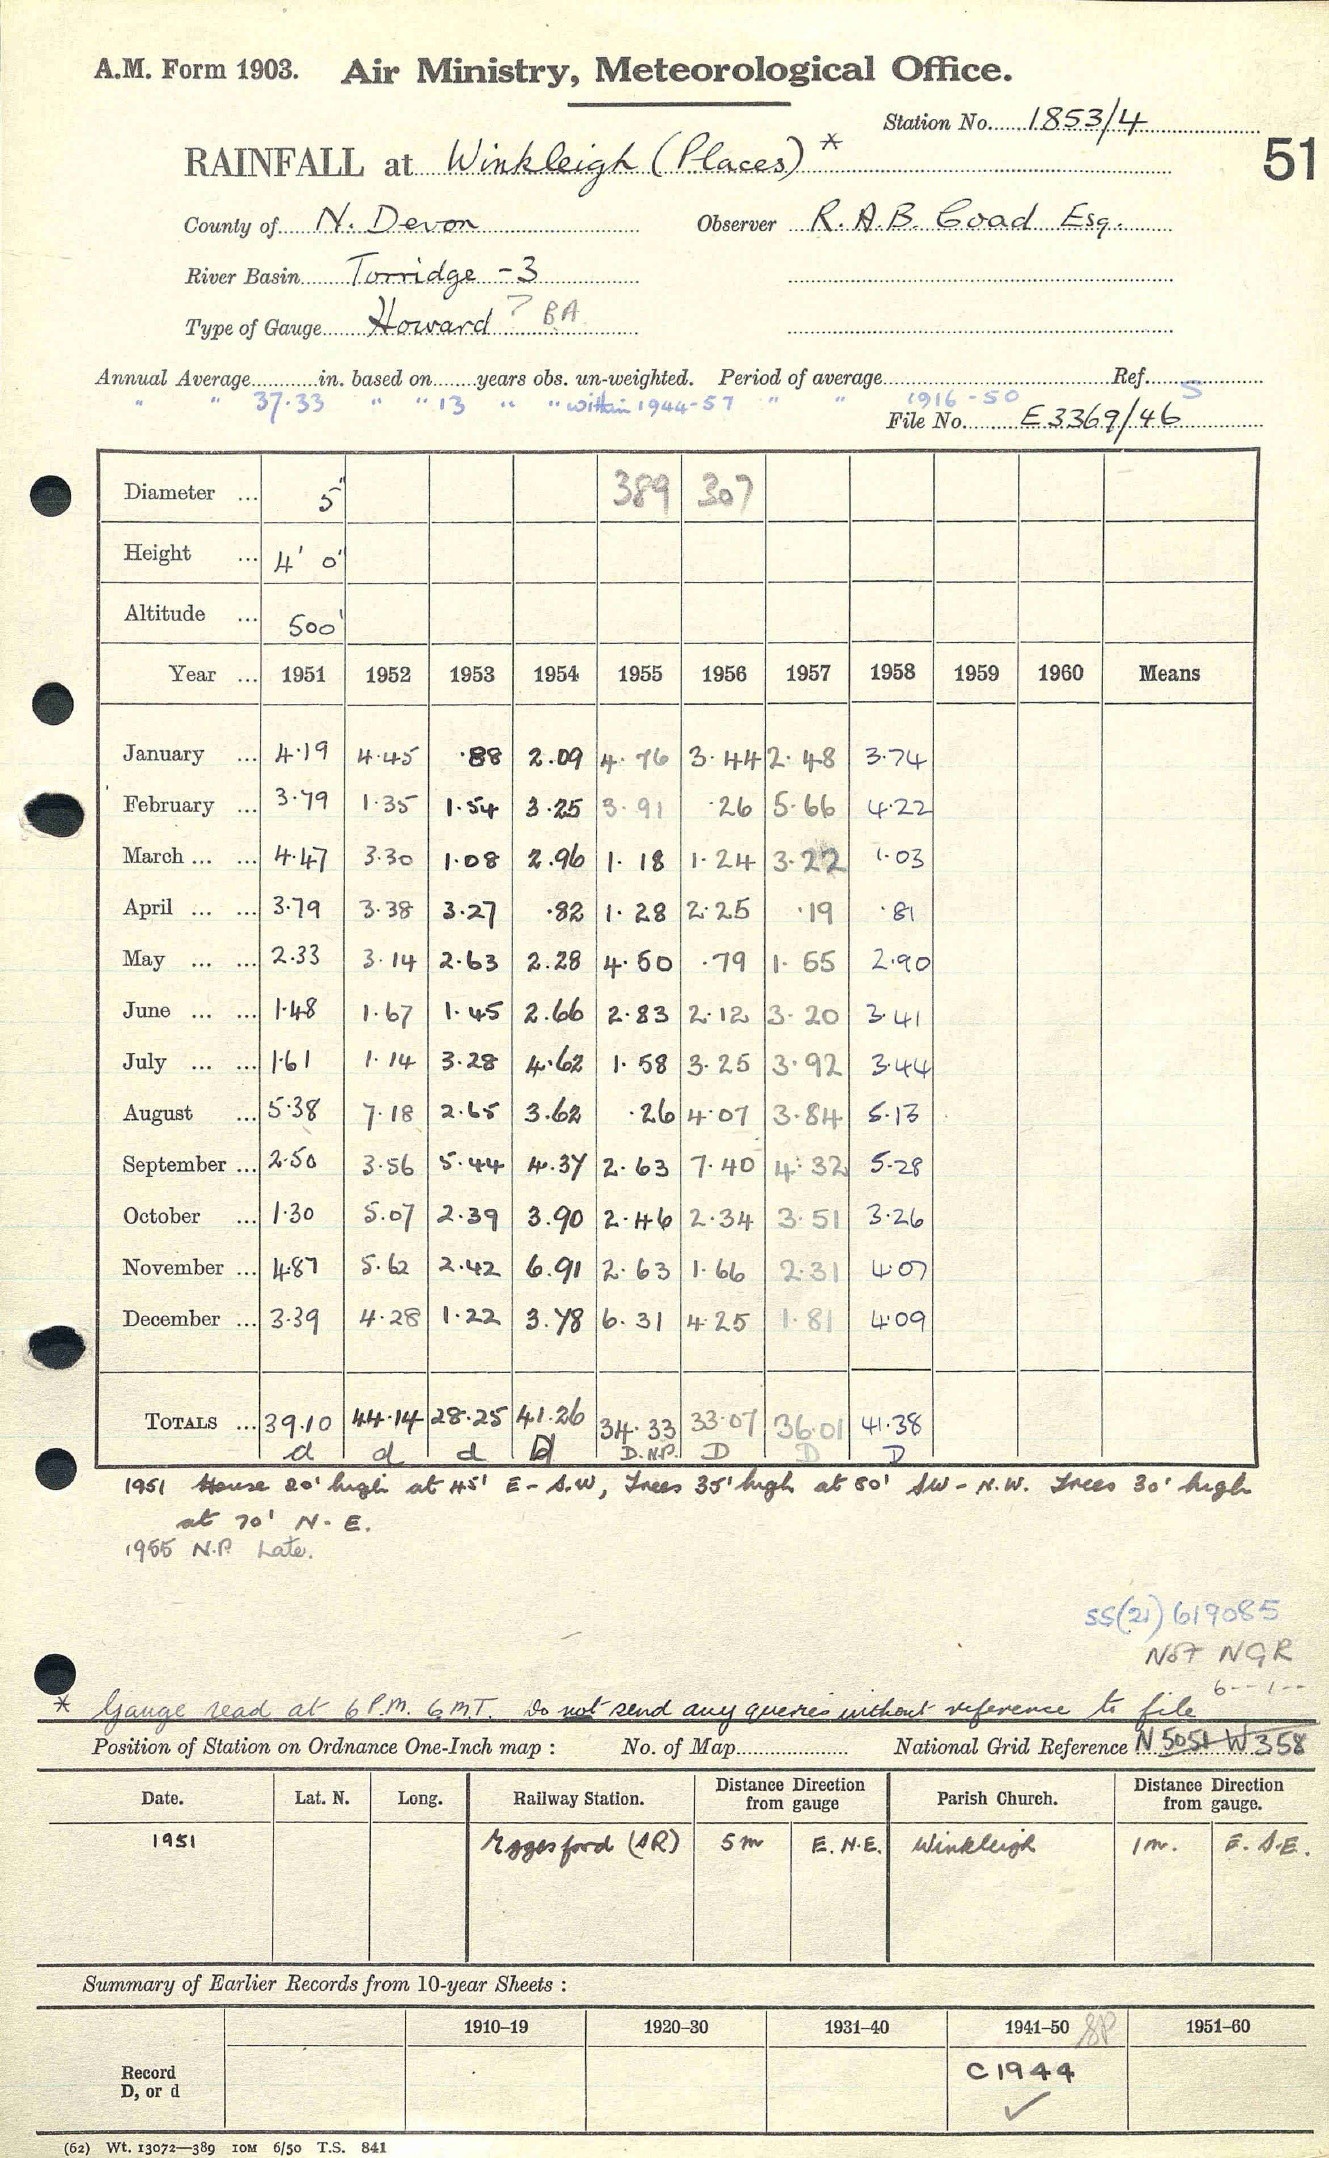 A.M. Form 1903. Air Ministry, Meteorological Office.
Station No. 1853/4
RAINFALL at Winkleigh (Places) * 51
County of N. Devon Observer R.A.B. Coad Esq.
River Basin Torridge -3
Type of Gauge Howard ? BA
Annual Average in. based on years obs. un-weighted. Period of average Ref.
" " 37.33 " " 13 " " " within 1944-57 " " 1916-50 S
File No. E3369/46
Diameter ... 5" 389 307
Height ... 4' 0"
Altitude ... 500'
Year ... 1951 1952 1953 1954 1955 1956 1957 1958 1959 1960 Means
January ... 4.19 4.45 .88 2.09 4.76 3.44 2.48 3.74
February ... 3.79 1.35 1.54 3.25 3.91 .26 5.66 4.22
March ... ... 4.47 3.30 1.08 2.96 1.18 1.24 3.22 1.03
April ... ... 3.79 3.38 3.27 .82 1.28 2.25 .19 .81
May ... ... 2.33 3.14 2.63 2.28 4.50 .79 1.55 2.90
June ... ... 1.48 1.67 1.45 2.66 2.83 2.12 3.20 3.41
July ... ... 1.61 1.14 3.28 4.62 1.58 3.25 3.92 3.44
August ... 5.38 7.18 2.65 3.62 .26 4.07 3.84 5.13
September ... 2.50 3.56 5.44 4.37 2.63 7.40 4.32 5.28
October ... 1.30 5.07 2.39 3.90 2.46 2.34 3.51 3.26
November ... 4.87 5.62 2.42 6.91 2.63 1.66 2.31 4.07
December ... 3.39 4.28 1.22 3.78 6.31 4.25 1.81 4.09
TOTALS ... 39.10 44.14 28.25 41.26 34.33 33.07 36.01 41.38
d d d D D.N.P. D D D
1951 House 20' high at 45' E - S.W, Trees 35' high at 50' SW - N.W. Trees 30' high
at 70' N - E.
1955 N.P. Late.
SS(21) 619085
Not NGR
6 -- 1 --
* Gauge read at 6 P.M. GMT. Do not send any queries without reference to file
Position of Station on Ordnance One-Inch map : No. of Map National Grid Reference N 5051 W 358
Date. Lat. N. Long. Railway Station. Distance from gauge Direction Parish Church. Distance from gauge. Direction
1951 Eggesford (SR) 5 m E.N.E. Winkleigh 1 m. E.S.E.
Summary of Earlier Records from 10-year Sheets :
1910–19 1920–30 1931–40 1941–50 SP 1951–60
Record
D, or d
C1944
✓
(62) Wt. 13072—389 10M 6/50 T.S. 841